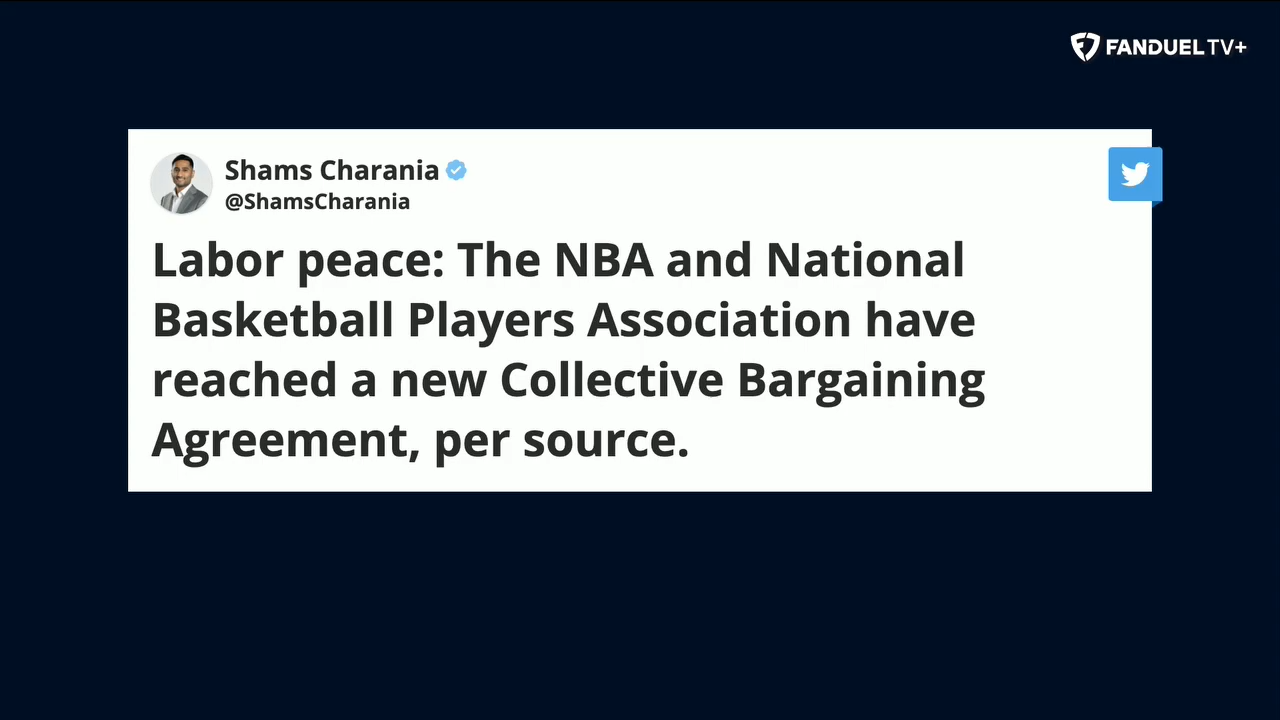 FANDUEL TV+
Shams Charania
@ShamsCharania
Labor peace: The NBA and National
Basketball Players Association have
reached a new Collective Bargaining
Agreement, per source.